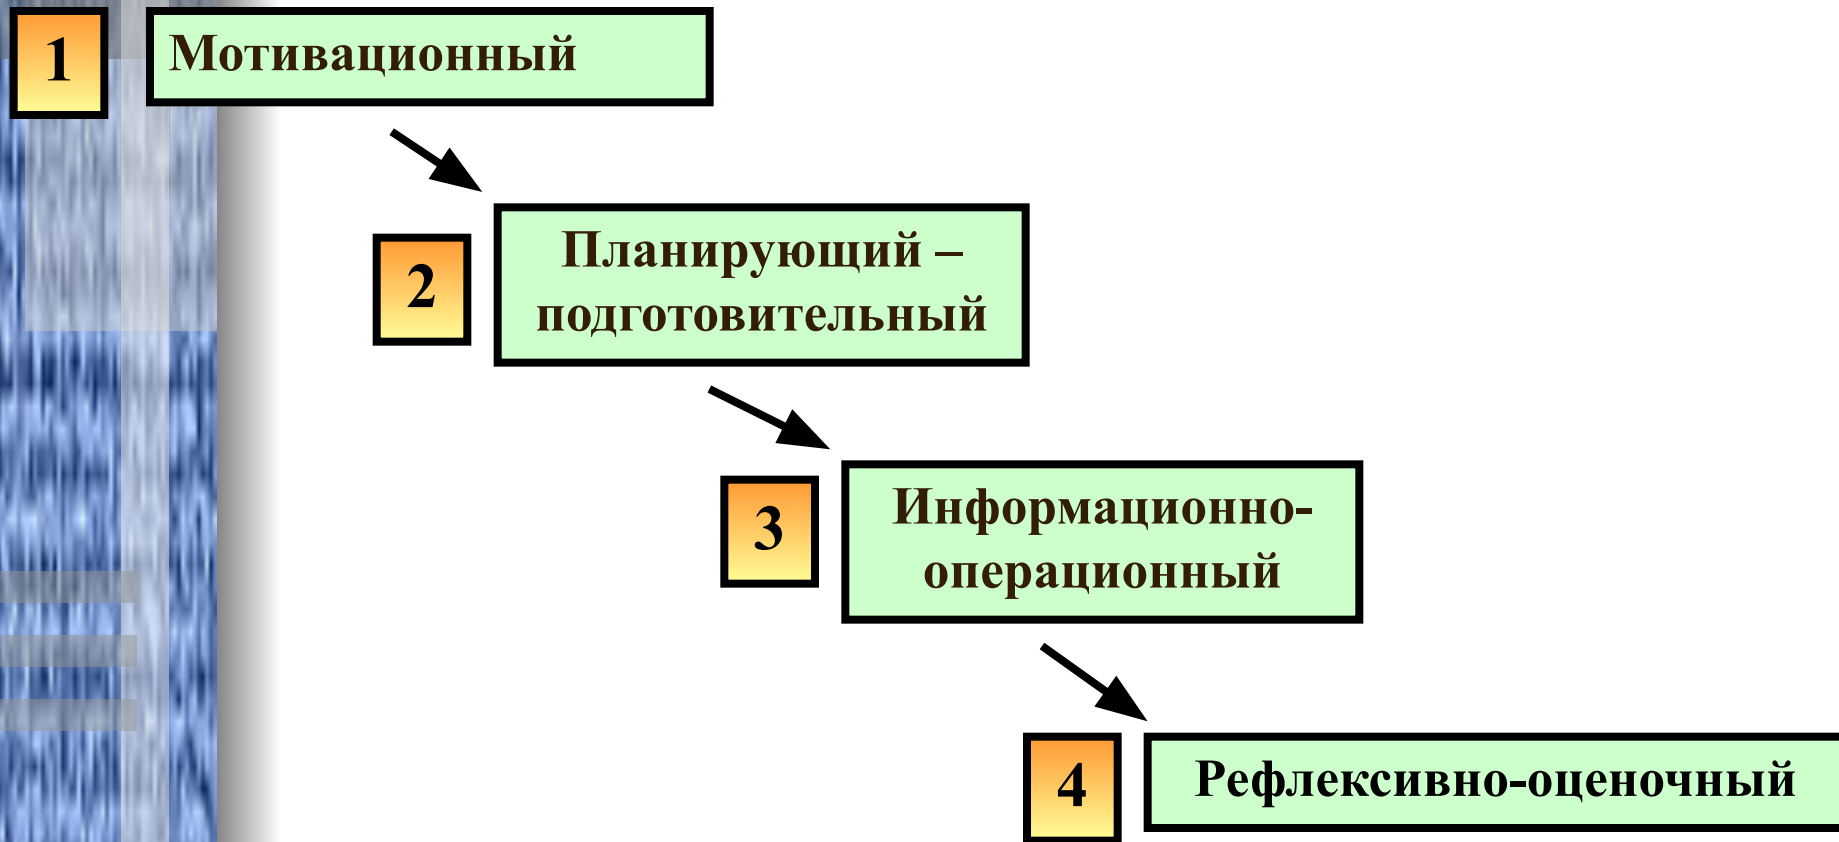 1
Мотивационный
2
Планирующий –
подготовительный
3
Информационно-
операционный
4
Рефлексивно-оценочный